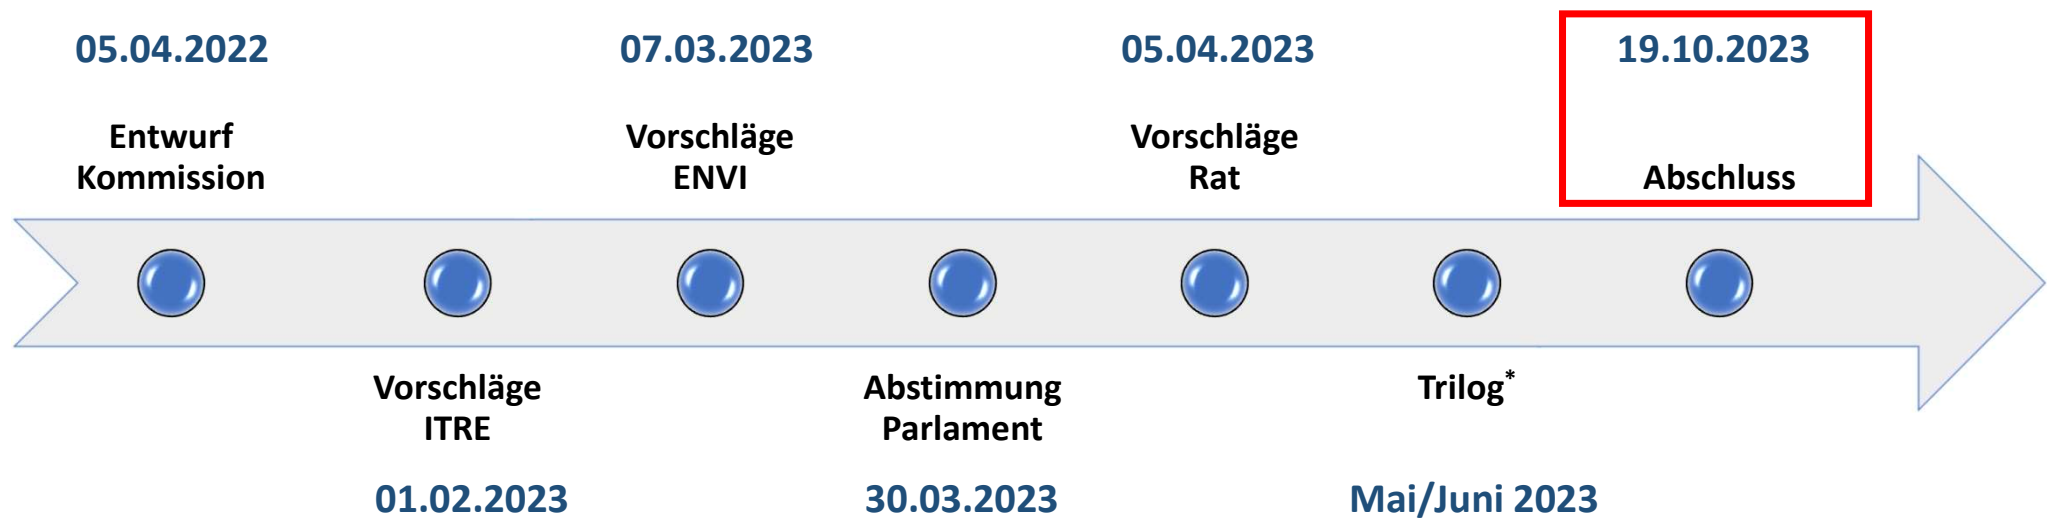 05.04.2022
07.03.2023
05.04.2023
19.10.2023
Entwurf
Kommission
Vorschläge
ENVI
Vorschläge
Rat
Abschluss
Vorschläge
ITRE
Abstimmung
Parlament
Trilog*
01.02.2023
30.03.2023
Mai/Juni 2023